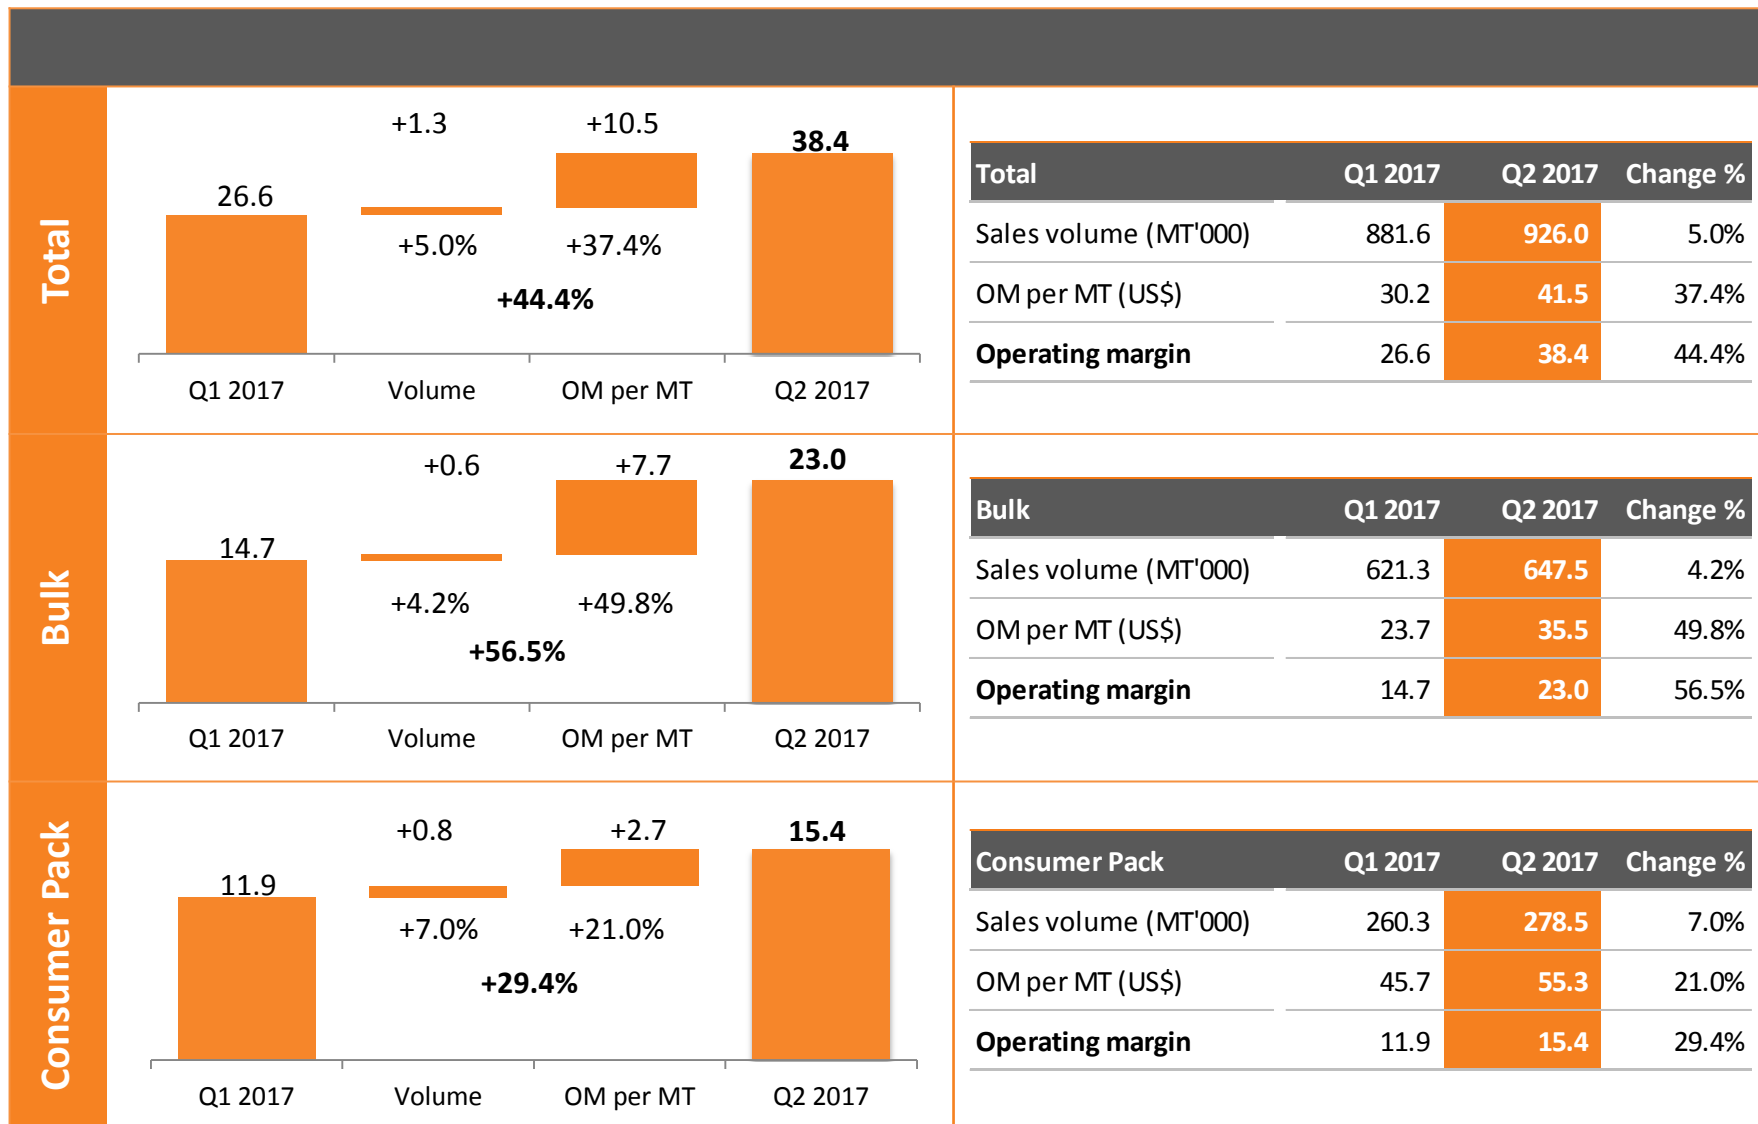 Total
+1.3 +10.5 38.4
26.6
+5.0% +37.4%
+44.4%
Q1 2017 Volume OM per MT Q2 2017
Total Q1 2017 Q2 2017 Change %
Sales volume (MT'000) 881.6 926.0 5.0%
OM per MT (US$) 30.2 41.5 37.4%
Operating margin 26.6 38.4 44.4%
Bulk
+0.6 +7.7 23.0
14.7
+4.2% +49.8%
+56.5%
Q1 2017 Volume OM per MT Q2 2017
Bulk Q1 2017 Q2 2017 Change %
Sales volume (MT'000) 621.3 647.5 4.2%
OM per MT (US$) 23.7 35.5 49.8%
Operating margin 14.7 23.0 56.5%
Consumer Pack
+0.8 +2.7 15.4
11.9
+7.0% +21.0%
+29.4%
Q1 2017 Volume OM per MT Q2 2017
Consumer Pack Q1 2017 Q2 2017 Change %
Sales volume (MT'000) 260.3 278.5 7.0%
OM per MT (US$) 45.7 55.3 21.0%
Operating margin 11.9 15.4 29.4%